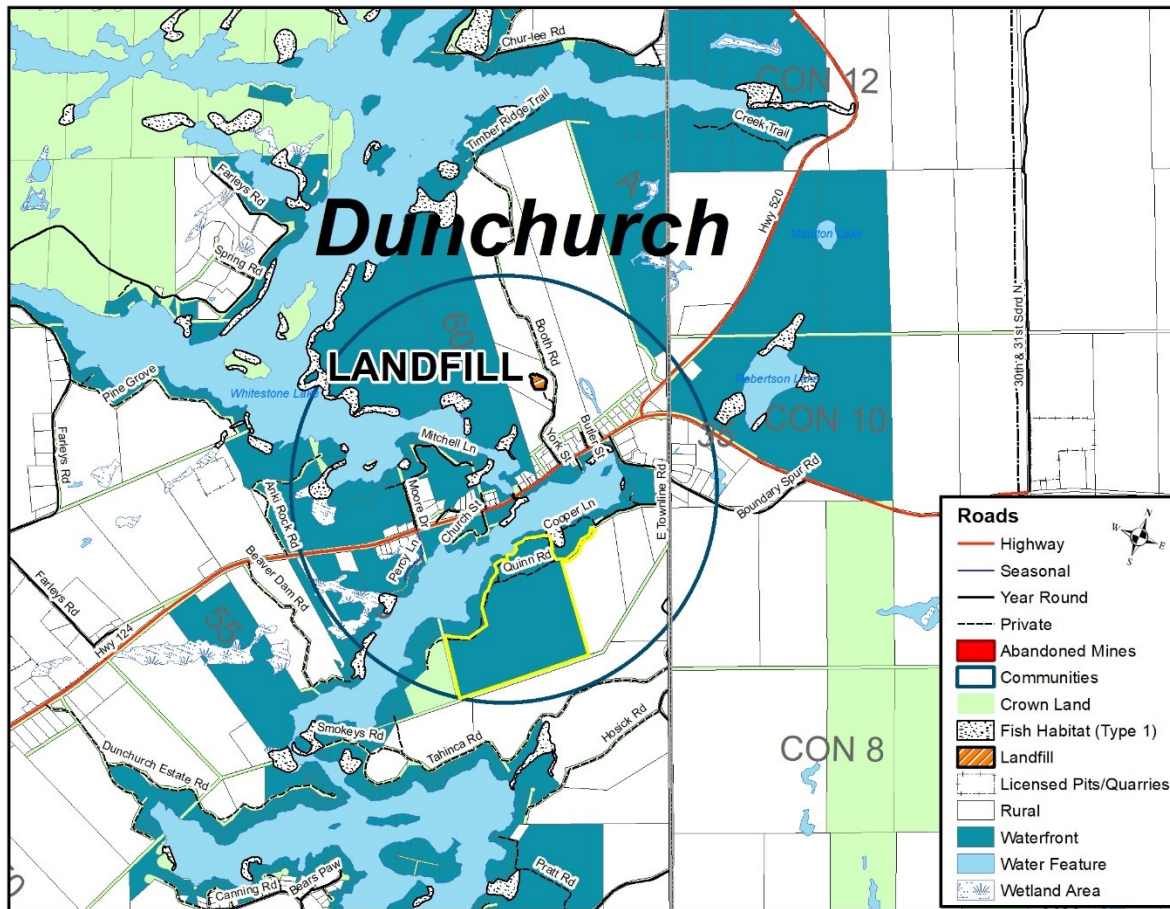 Chur-lee Rd
CON 12
Timber Ridge Trail
Creek Trail
Farleys Rd
A
Dunchurch
Hwy 520
Moulton Lake
Spring Rd
30th & 31st Sdrd N.
60
Booth Rd
LANDFILL
Pine Grove
Whitestone Lake
Robertson Lake
CON 10
35
Butler St
York St
Mitchell Ln
Farleys Rd
Anki Rock Rd
Moore Dr
Church St
E Townline Rd
Boundary Spur Rd
Cooper Ln
Percy Ln
Quinn Rd
Beaver Dam Rd
Farleys Rd
55
Hwy 124
Smokeys Rd
Tahinca Rd
Hosick Rd
Dunchurch Estate Rd
CON 8
Canning Rd
Bears Paw
Pratt Rd
Roads
N
W
E
S
Highway
Seasonal
Year Round
Private
Abandoned Mines
Communities
Crown Land
Fish Habitat (Type 1)
Landfill
Licensed Pits/Quarries
Rural
Waterfront
Water Feature
Wetland Area